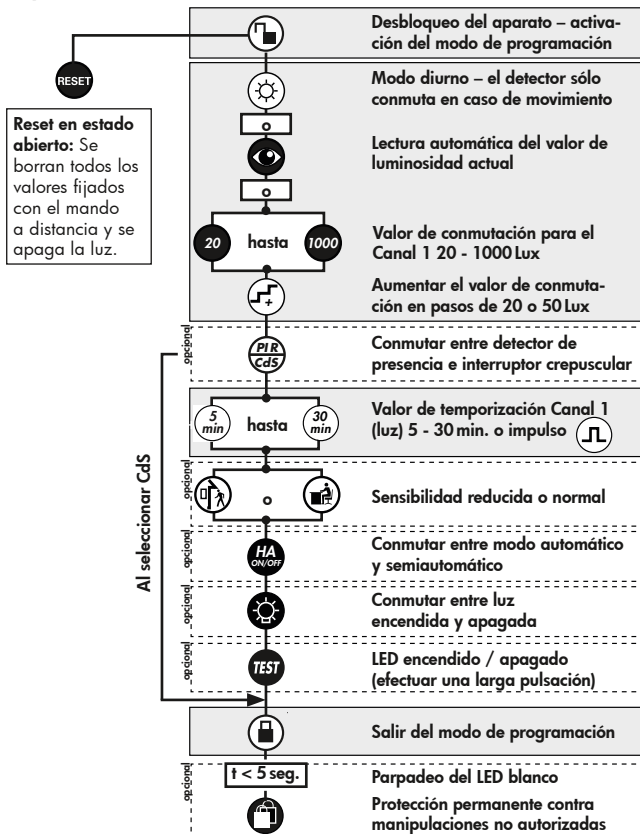 Desbloqueo del aparato – activa-
ción del modo de programación
RESET
Reset en estado
abierto: Se
borran todos los
valores fijados
con el mando
a distancia y se
apaga la luz.
Modo diurno – el detector sólo
conmuta en caso de movimiento
o
Lectura automática del valor de
luminosidad actual
o
20 hasta 1000
Valor de conmutación para el
Canal 1 20 - 1000 Lux
Aumentar el valor de conmuta-
ción en pasos de 20 o 50 Lux
opcional
PIR
CdS
Conmutar entre detector de
presencia e interruptor crepuscular
5
min
hasta
30
min
Valor de temporización Canal 1
(luz) 5 - 30 min. o impulso
opcional
o
Sensibilidad reducida o normal
Al seleccionar CdS
opcional
HA
ON/OFF
Conmutar entre modo automático
y semiautomático
opcional
Conmutar entre luz
encendida y apagada
opcional
TEST
LED encendido / apagado
(efectuar una larga pulsación)
Salir del modo de programación
opcional
t < 5 seg.
Parpadeo del LED blanco
Protección permanente contra
manipulaciones no autorizadas